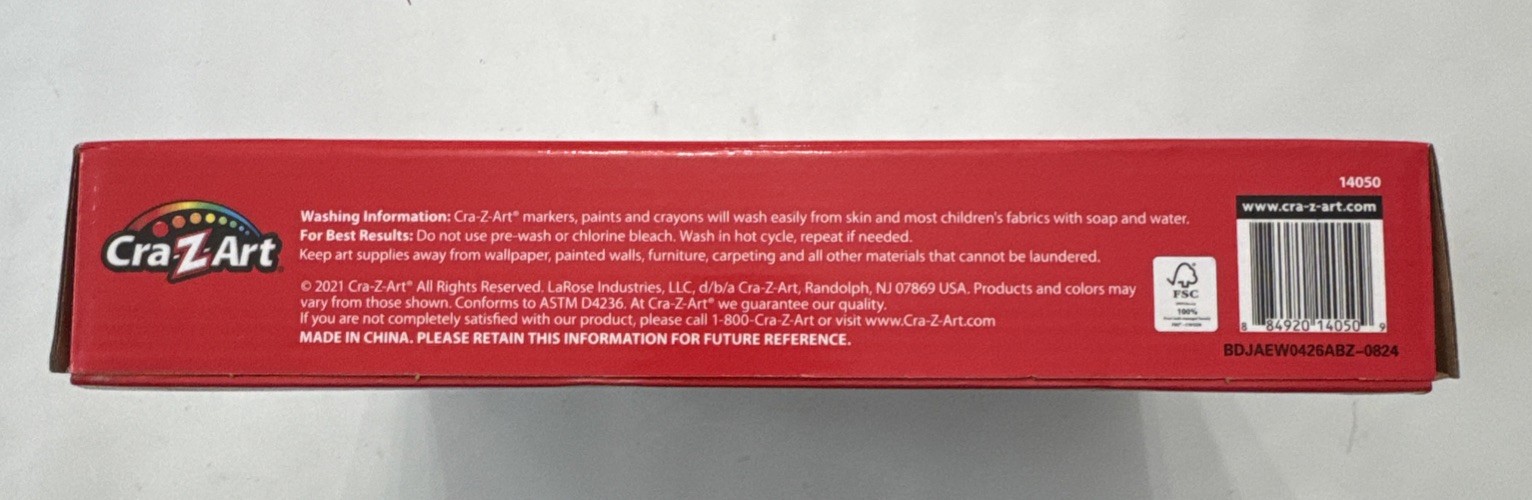 Cra-Z-Art
Washing Information: Cra-Z-Art® markers, paints and crayons will wash easily from skin and most children's fabrics with soap and water.
For Best Results: Do not use pre-wash or chlorine bleach. Wash in hot cycle, repeat if needed.
Keep art supplies away from wallpaper, painted walls, furniture, carpeting and all other materials that cannot be laundered.
© 2021 Cra-Z-Art® All Rights Reserved. LaRose Industries, LLC, d/b/a Cra-Z-Art, Randolph, NJ 07869 USA. Products and colors may
vary from those shown. Conforms to ASTM D4236. At Cra-Z-Art® we guarantee our quality.
If you are not completely satisfied with our product, please call 1-800-Cra-Z-Art or visit www.Cra-Z-Art.com
MADE IN CHINA. PLEASE RETAIN THIS INFORMATION FOR FUTURE REFERENCE.
FSC
100%
14050
www.cra-z-art.com
8 84920 14050 9
BDJAEW0426ABZ-0824